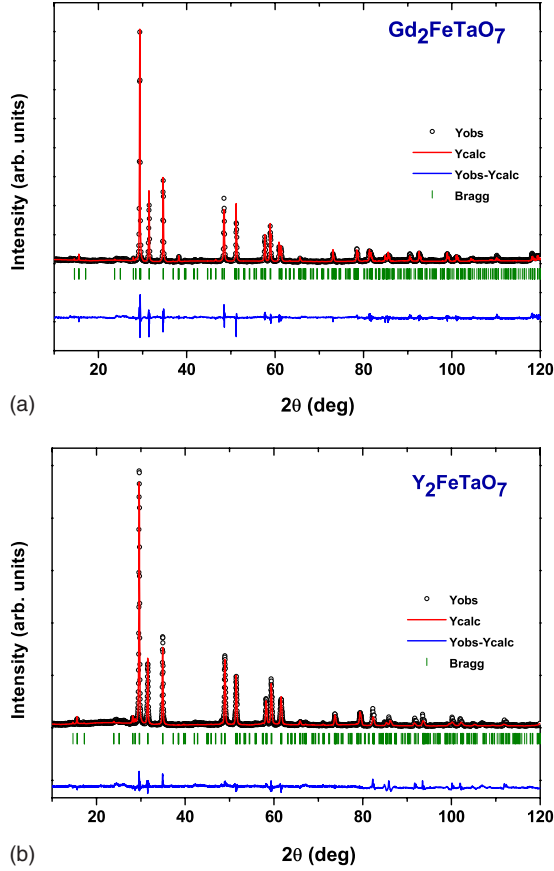 Gd2FeTaO7
Intensity (arb. units)
Yobs
Ycalc
Yobs-Ycalc
Bragg
20 40 60 80 100 120
(a)
2θ (deg)
Y2FeTaO7
Intensity (arb. units)
Yobs
Ycalc
Yobs-Ycalc
Bragg
20 40 60 80 100 120
(b)
2θ (deg)